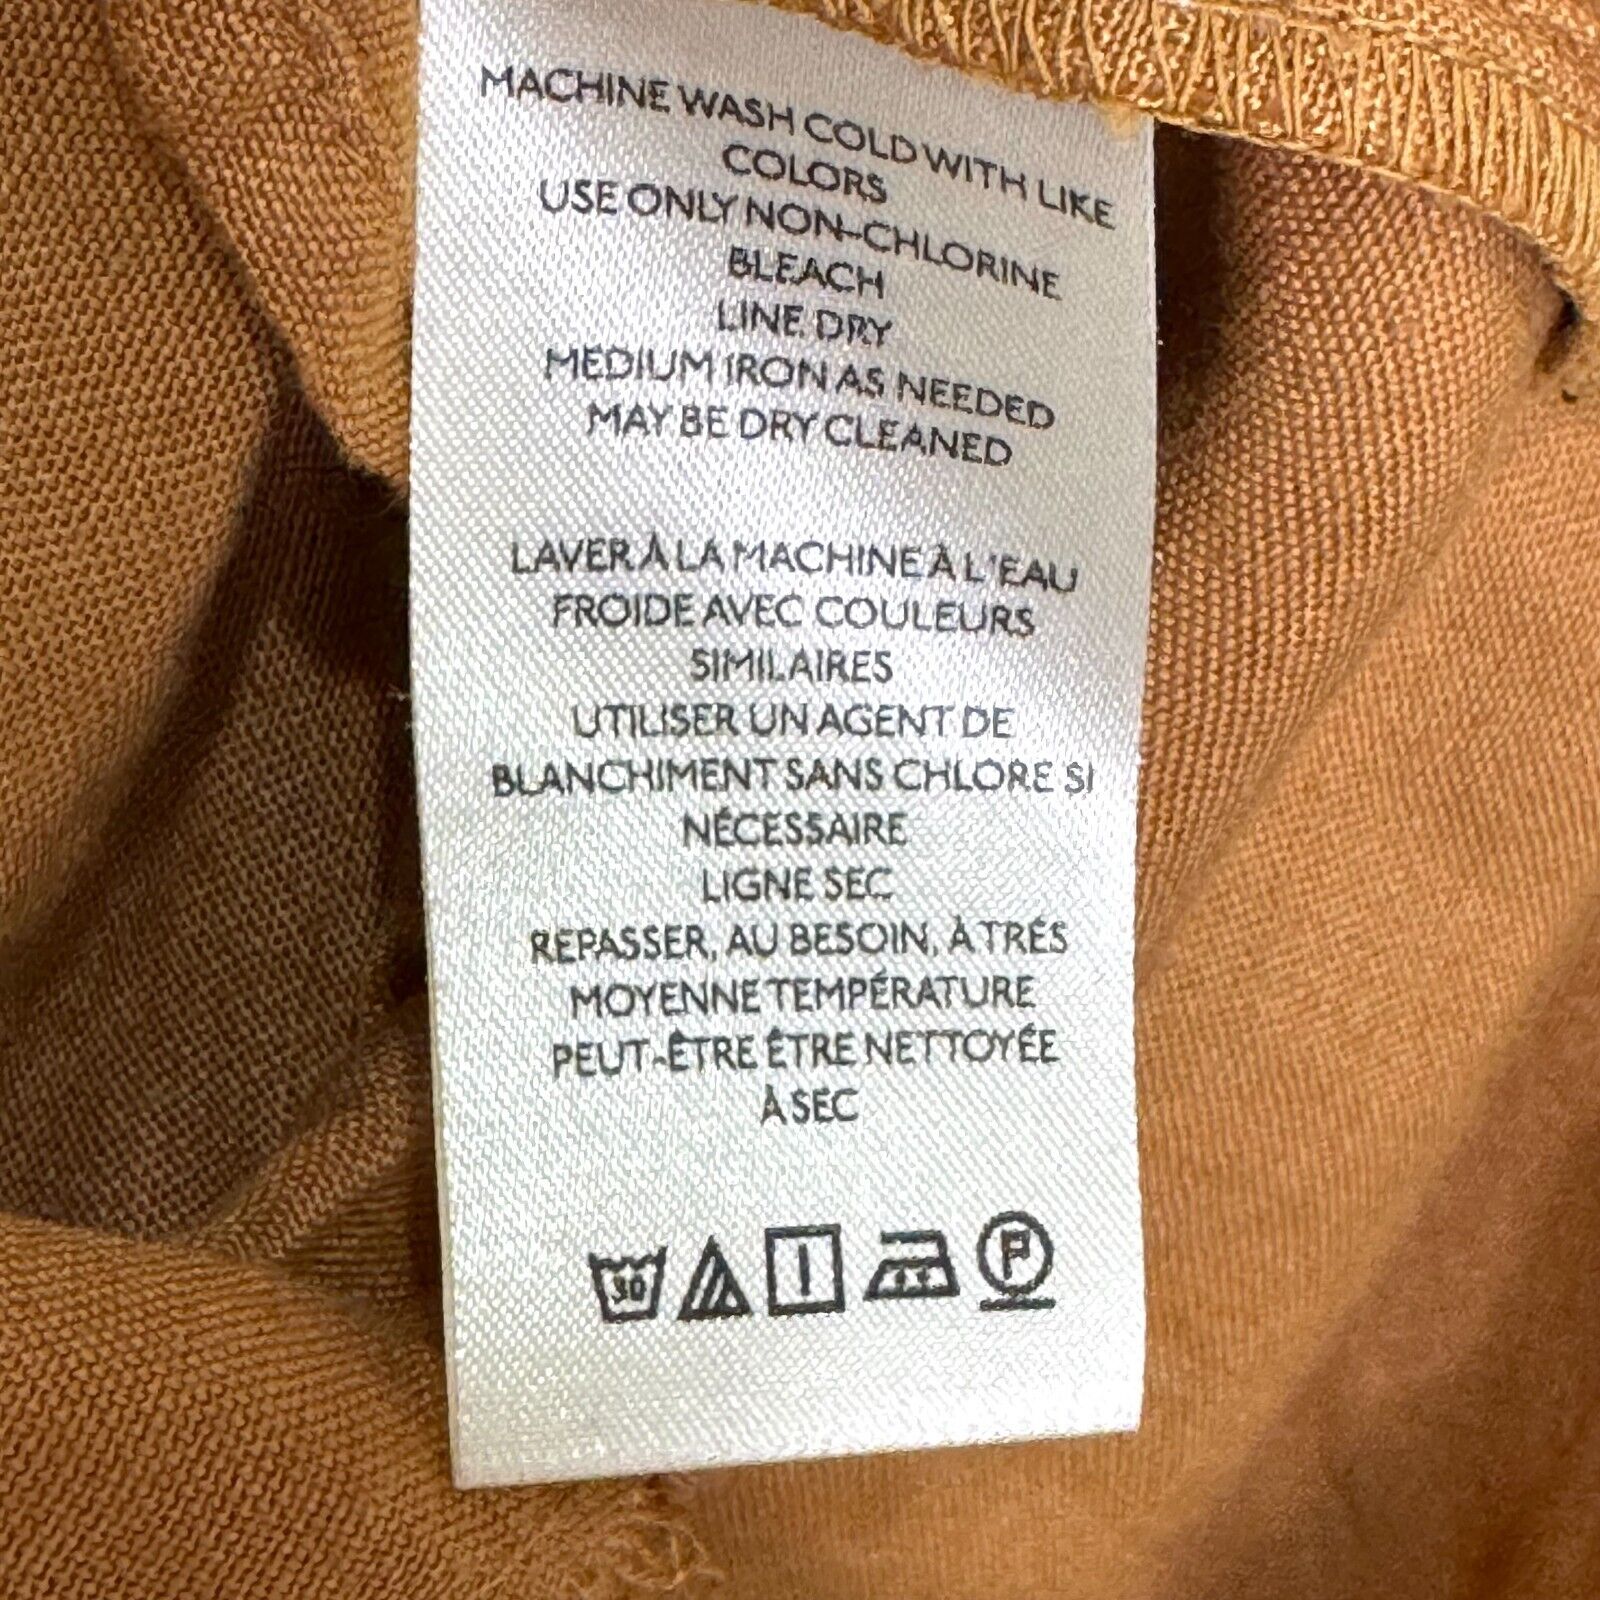 MACHINE WASH COLD WITH LIKE
COLORS
USE ONLY NON-CHLORINE
BLEACH
LINE DRY
MEDIUM IRON AS NEEDED
MAY BE DRY CLEANED
LAVER À LA MACHINE À L'EAU
FROIDE AVEC COULEURS
SIMILAIRES
UTILISER UN AGENT DE
BLANCHIMENT SANS CHLORE SI
NÉCESSAIRE
LIGNE SEC
REPASSER, AU BESOIN, À TRÉS
MOYENNE TEMPÉRATURE
PEUT-ÊTRE ÊTRE NETTOYÉE
À SEC
30 P